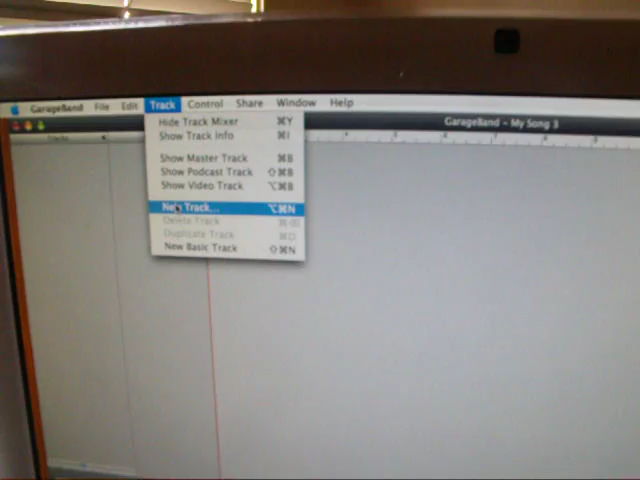 GarageBand File Edit Track Control Share Window Help
GarageBand - My Song 3
Tracks
Hide Track Mixer ⌘Y
Show Track Info ⌘I
Show Master Track ⌘B
Show Podcast Track ⇧⌘B
Show Video Track ⌥⌘B
New Track... ⌥⌘N
Delete Track ⌘⌫
Duplicate Track ⌘D
New Basic Track ⇧⌘N